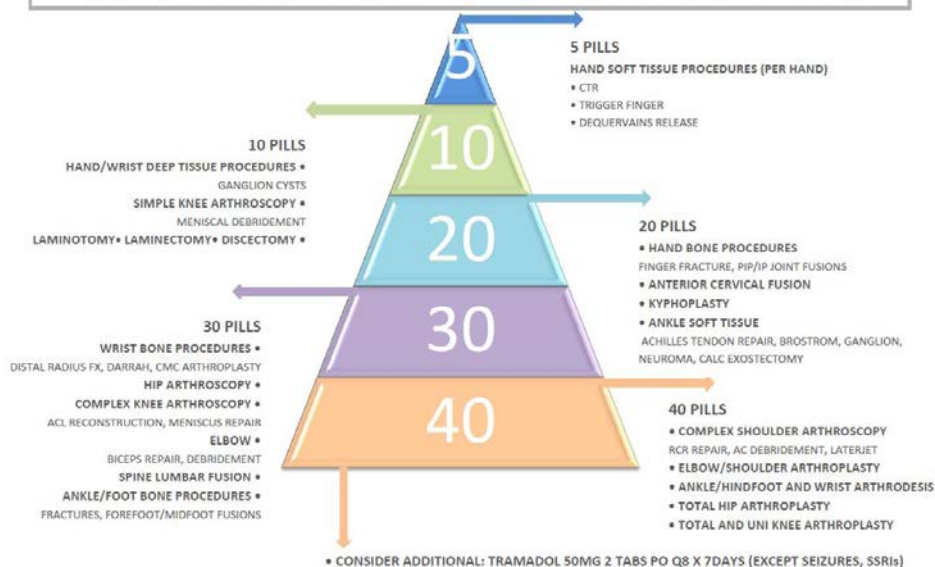 5
5 PILLS
HAND SOFT TISSUE PROCEDURES (PER HAND)
• CTR
• TRIGGER FINGER
• DEQUERVAINS RELEASE
10
10 PILLS
HAND/WRIST DEEP TISSUE PROCEDURES •
GANGLION CYSTS
SIMPLE KNEE ARTHROSCOPY •
MENISCAL DEBRIDEMENT
LAMINOTOMY• LAMINECTOMY• DISCECTOMY •
20
20 PILLS
• HAND BONE PROCEDURES
FINGER FRACTURE, PIP/IP JOINT FUSIONS
• ANTERIOR CERVICAL FUSION
• KYPHOPLASTY
• ANKLE SOFT TISSUE
ACHILLES TENDON REPAIR, BROSTROM, GANGLION,
NEUROMA, CALC EXOSTECTOMY
30
30 PILLS
WRIST BONE PROCEDURES •
DISTAL RADIUS FX, DARRAH, CMC ARTHROPLASTY
HIP ARTHROSCOPY •
COMPLEX KNEE ARTHROSCOPY •
ACL RECONSTRUCTION, MENISCUS REPAIR
ELBOW •
BICEPS REPAIR, DEBRIDEMENT
SPINE LUMBAR FUSION •
ANKLE/FOOT BONE PROCEDURES •
FRACTURES, FOREFOOT/MIDFOOT FUSIONS
40
40 PILLS
• COMPLEX SHOULDER ARTHROSCOPY
RCR REPAIR, AC DEBRIDEMENT, LATERJET
• ELBOW/SHOULDER ARTHROPLASTY
• ANKLE/HINDFOOT AND WRIST ARTHRODESIS
• TOTAL HIP ARTHROPLASTY
• TOTAL AND UNI KNEE ARTHROPLASTY
• CONSIDER ADDITIONAL: TRAMADOL 50MG 2 TABS PO Q8 X 7DAYS (EXCEPT SEIZURES, SSRIs)